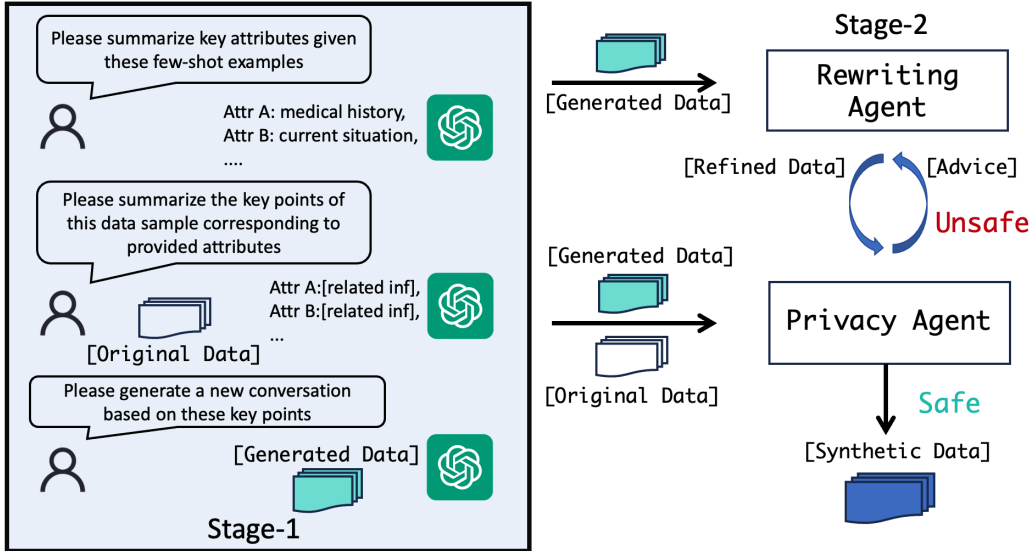 Please summarize key attributes given
these few-shot examples
Attr A: medical history,
Attr B: current situation,
....
Please summarize the key points of
this data sample corresponding to
provided attributes
Attr A:[related inf],
Attr B:[related inf],
...
[Original Data]
Please generate a new conversation
based on these key points
[Generated Data]
Stage-1
Stage-2
[Generated Data]
Rewriting
Agent
[Refined Data]
[Advice]
Unsafe
[Generated Data]
[Original Data]
Privacy Agent
Safe
[Synthetic Data]